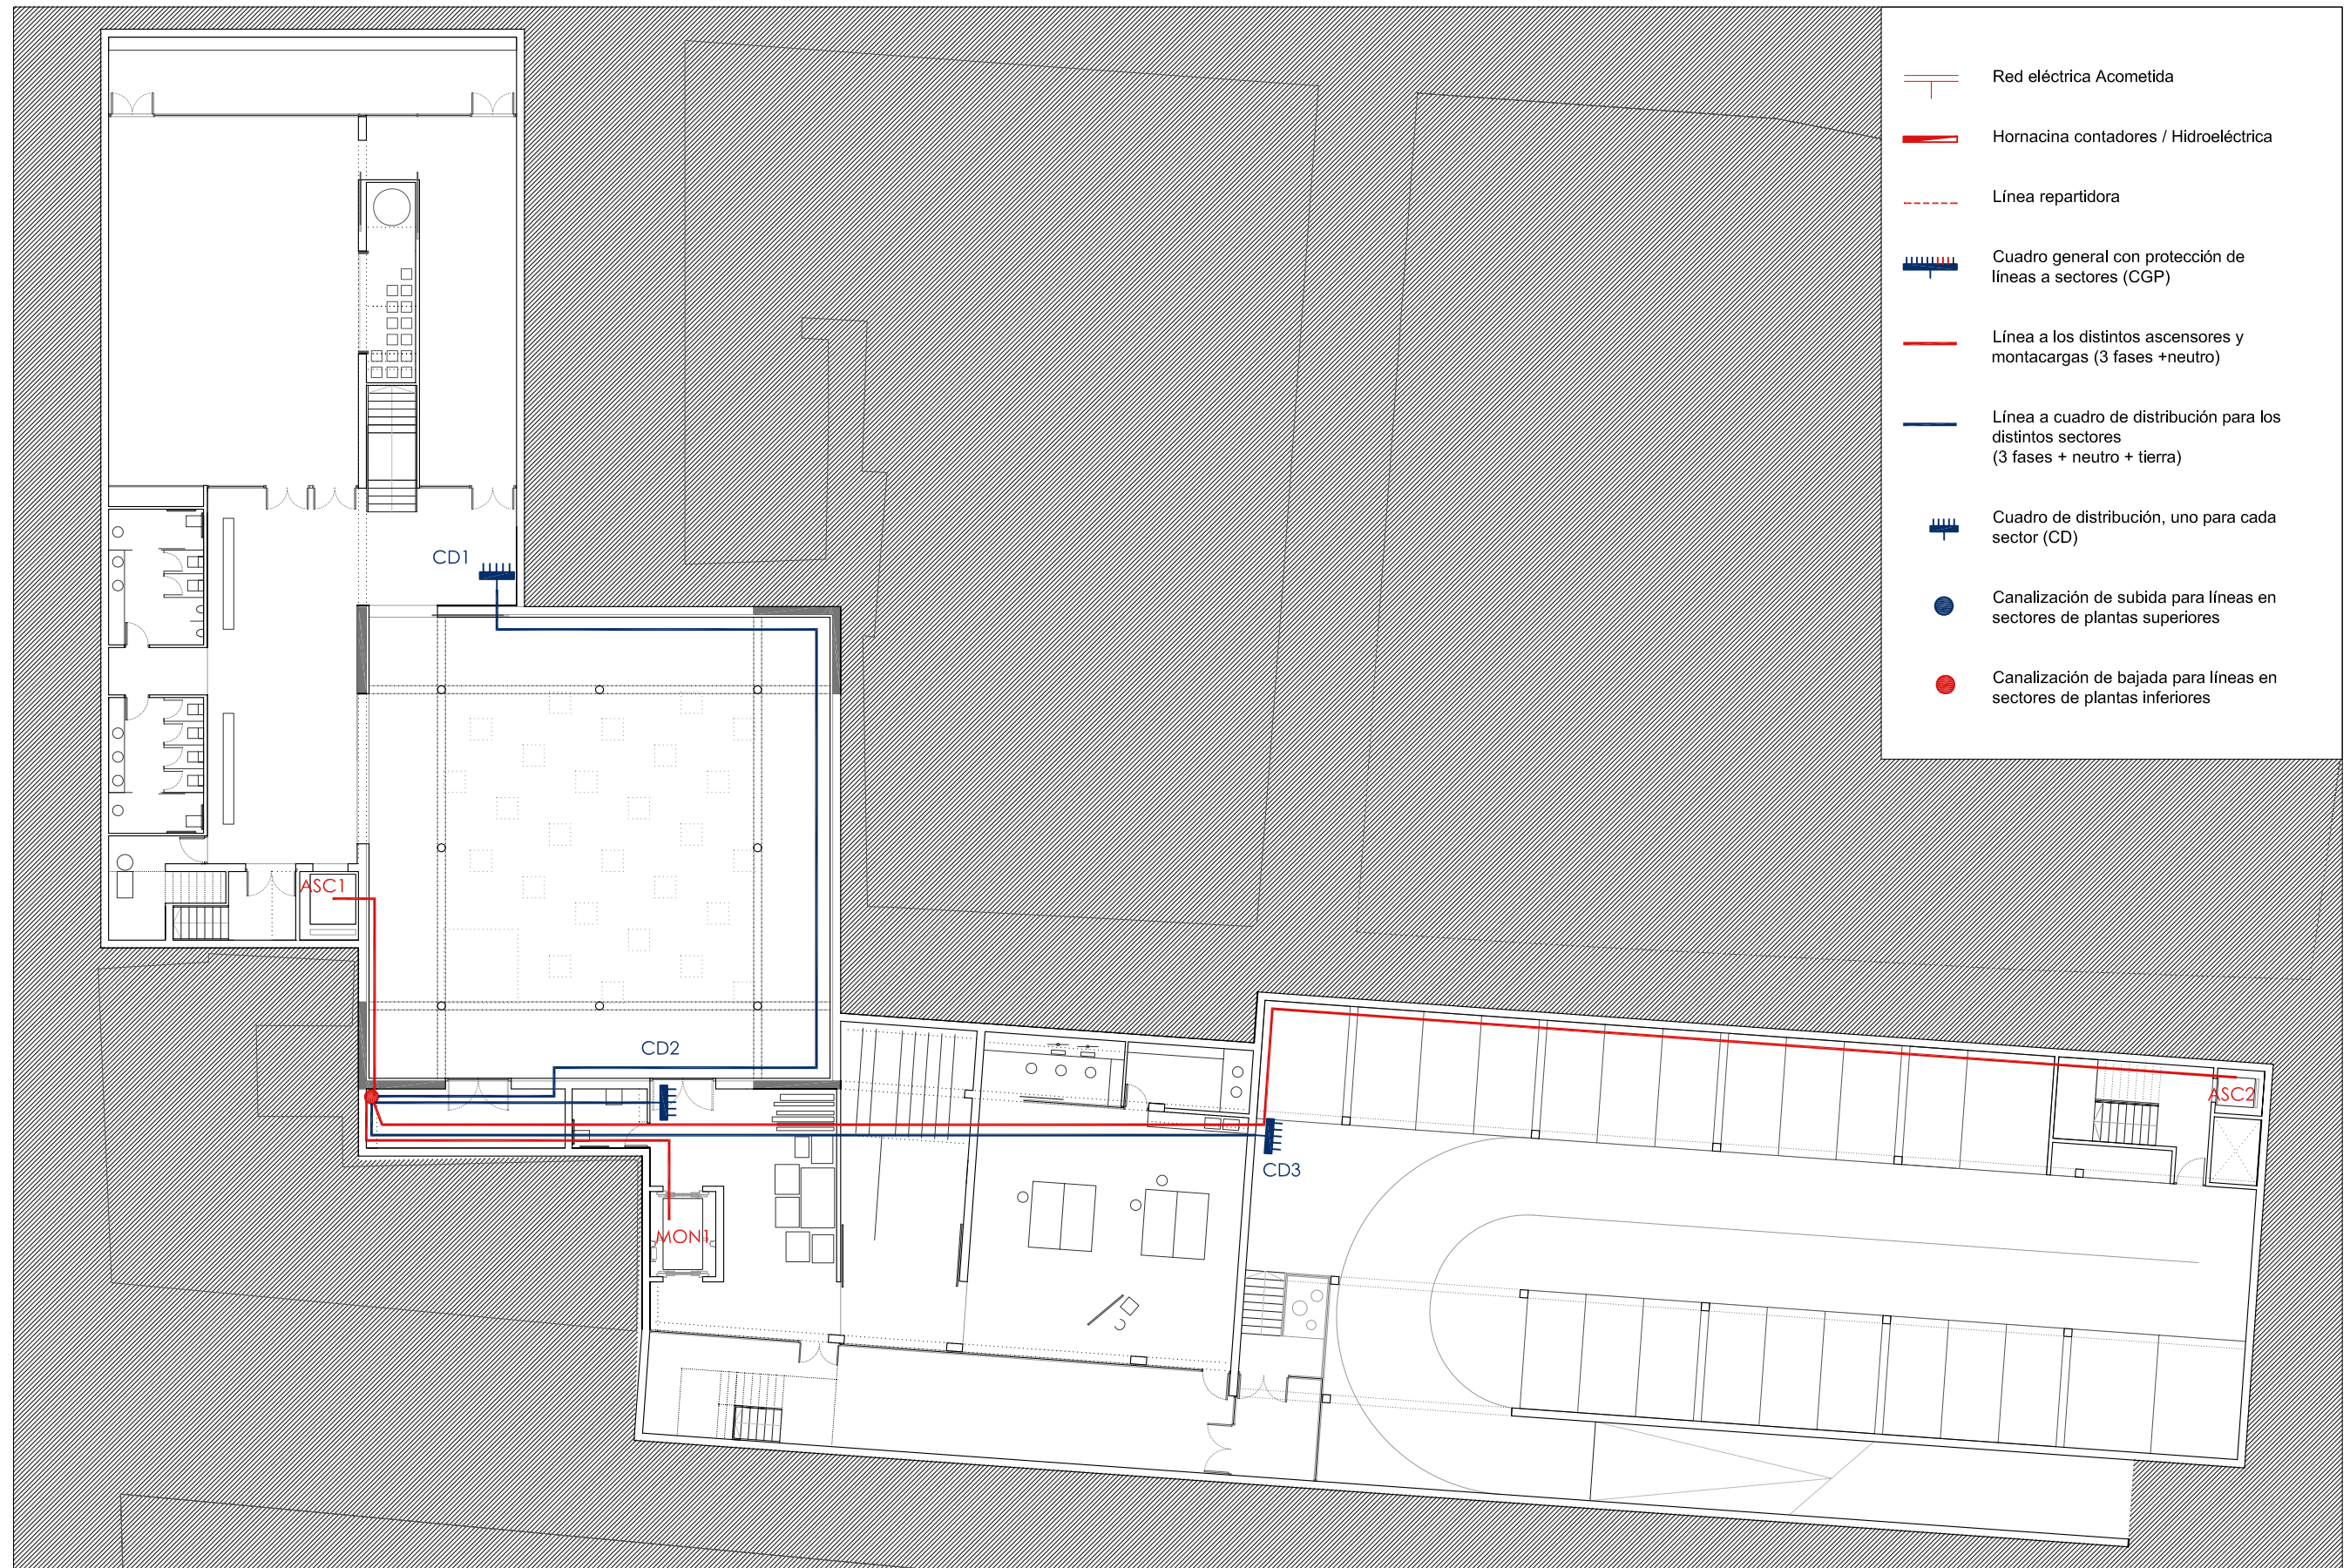 Red eléctrica Acometida
Hornacina contadores / Hidroeléctrica
Línea repartidora
Cuadro general con protección de
líneas a sectores (CGP)
Línea a los distintos ascensores y
montacargas (3 fases +neutro)
Línea a cuadro de distribución para los
distintos sectores
(3 fases + neutro + tierra)
Cuadro de distribución, uno para cada
sector (CD)
Canalización de subida para líneas en
sectores de plantas superiores
Canalización de bajada para líneas en
sectores de plantas inferiores
CD1
ASC1
CD2
ASC2
CD3
MON1